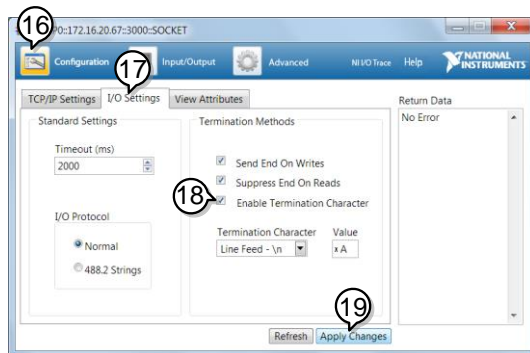 16
P0::172.16.20.67::3000::SOCKET
Configuration
17
Input/Output
Advanced
NI I/O Trace
Help
NATIONAL
INSTRUMENTS
TCP/IP Settings
I/O Settings
View Attributes
Return Data
Standard Settings
Termination Methods
No Error
Timeout (ms)
2000
Send End On Writes
Suppress End On Reads
18
Enable Termination Character
I/O Protocol
Termination Character
Value
Normal
Line Feed - \n
x A
488.2 Strings
19
Refresh
Apply Changes